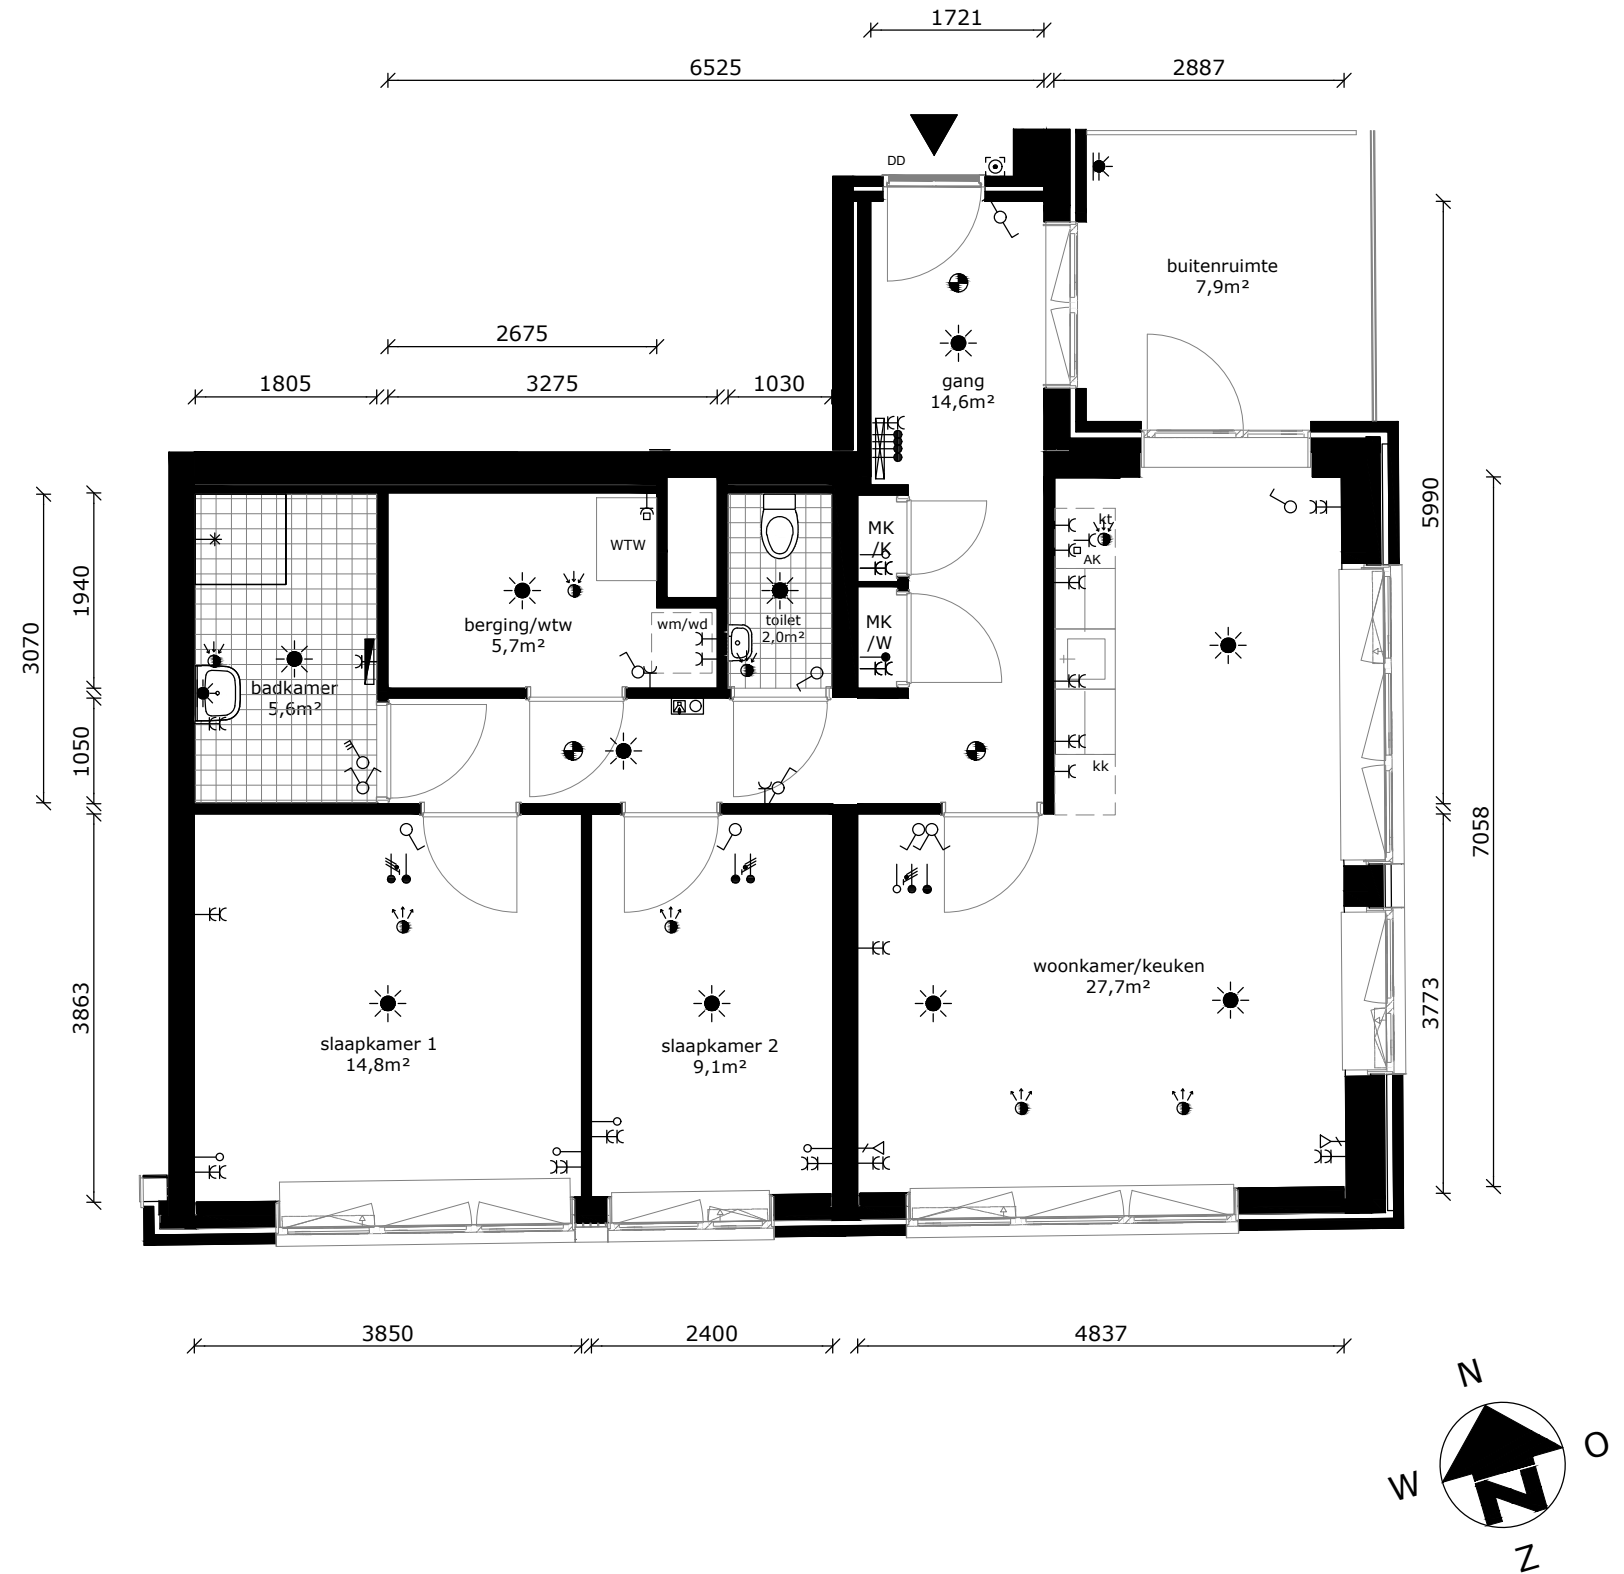 1721
6525
2887
DD
buitenruimte
7,9m²
2675
1805
3275
1030
gang
14,6m²
5990
MK
/K
kt
AK
WTW
1940
3070
berging/wtw
5,7m²
wm/wd
toilet
2,0m²
MK
/W
badkamer
5,6m²
1050
kk
7058
woonkamer/keuken
27,7m²
3863
3773
slaapkamer 1
14,8m²
slaapkamer 2
9,1m²
3850
2400
4837
N
O
W
N
Z